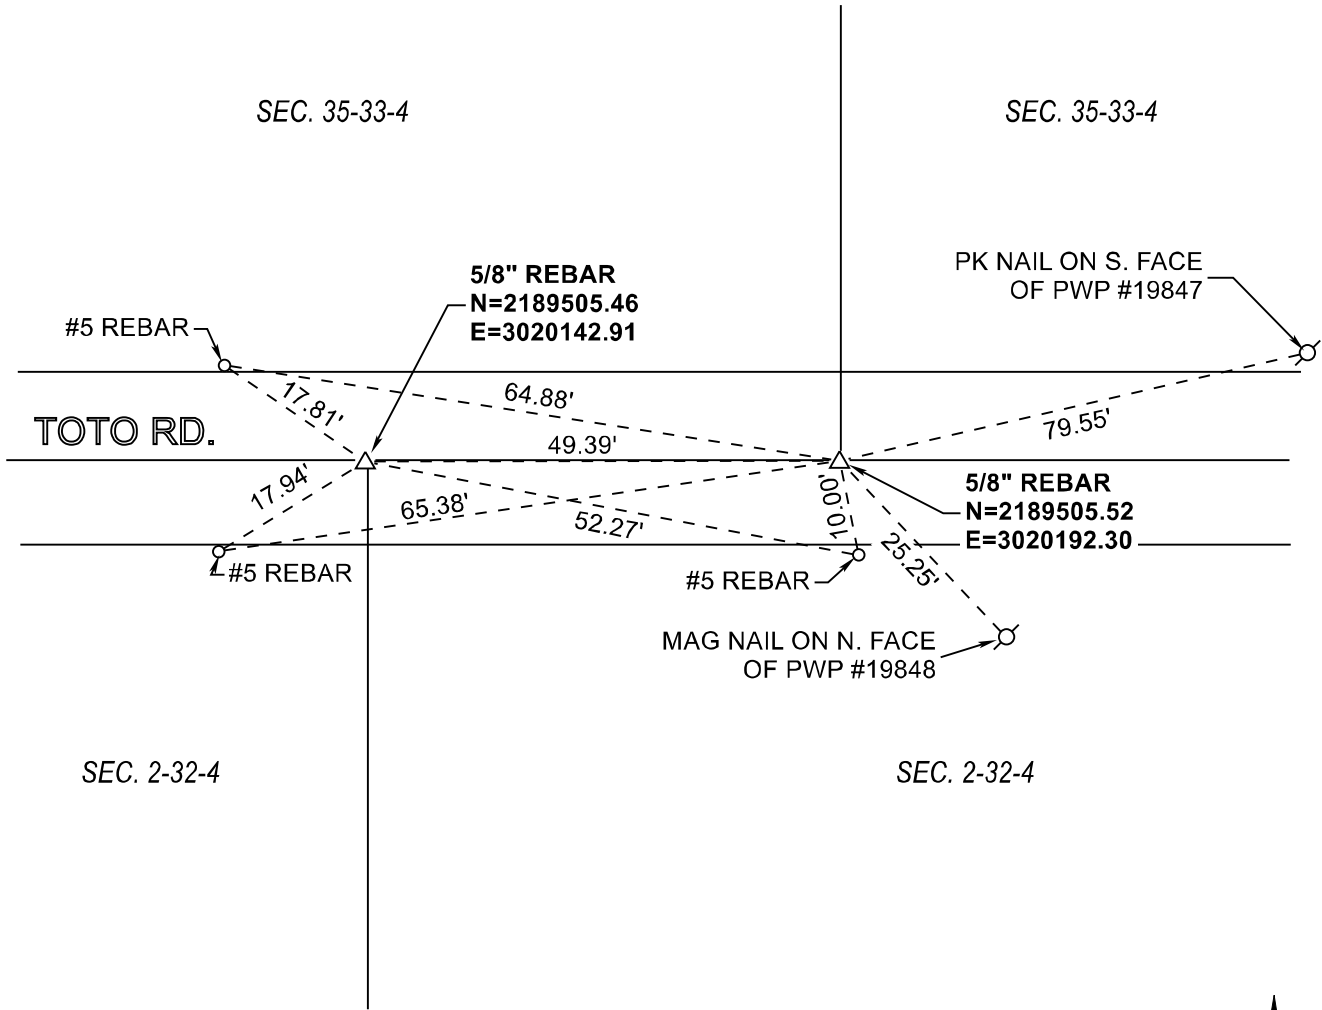 SEC. 35-33-4
SEC. 35-33-4
PK NAIL ON S. FACE
OF PWP #19847
5/8" REBAR
N=2189505.46
E=3020142.91
#5 REBAR
17.81'
64.88'
79.55'
TOTO RD.
49.39'
17.94'
65.38'
52.27'
10.00'
25.25'
5/8" REBAR
N=2189505.52
E=3020192.30
#5 REBAR
#5 REBAR
MAG NAIL ON N. FACE
OF PWP #19848
SEC. 2-32-4
SEC. 2-32-4